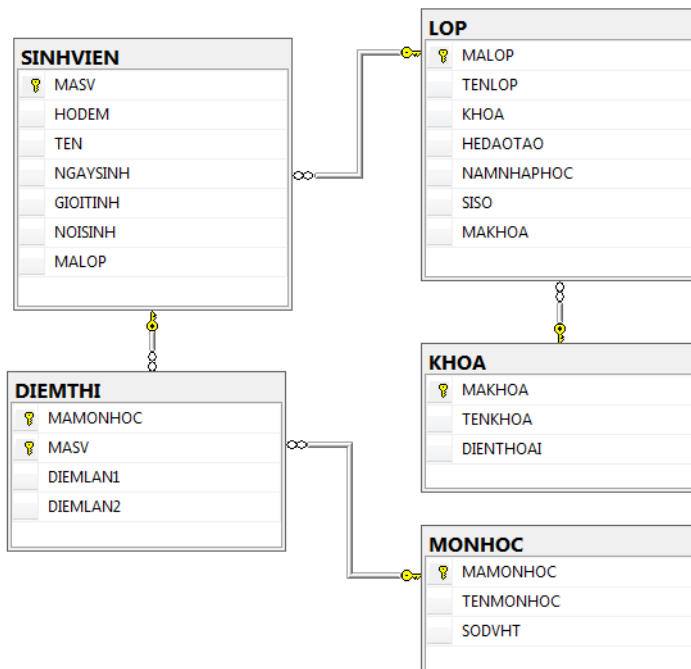 SINHVIEN
MASV
HODEM
TEN
NGAYSINH
GIOITINH
NOISINH
MALOP
LOP
MALOP
TENLOP
KHOA
HEDAOTAO
NAMNHAPHOC
SISO
MAKHOA
DIEMTHI
MAMONHOC
MASV
DIEMLAN1
DIEMLAN2
KHOA
MAKHOA
TENKHOA
DIENTHOAI
MONHOC
MAMONHOC
TENMONHOC
SODVHT